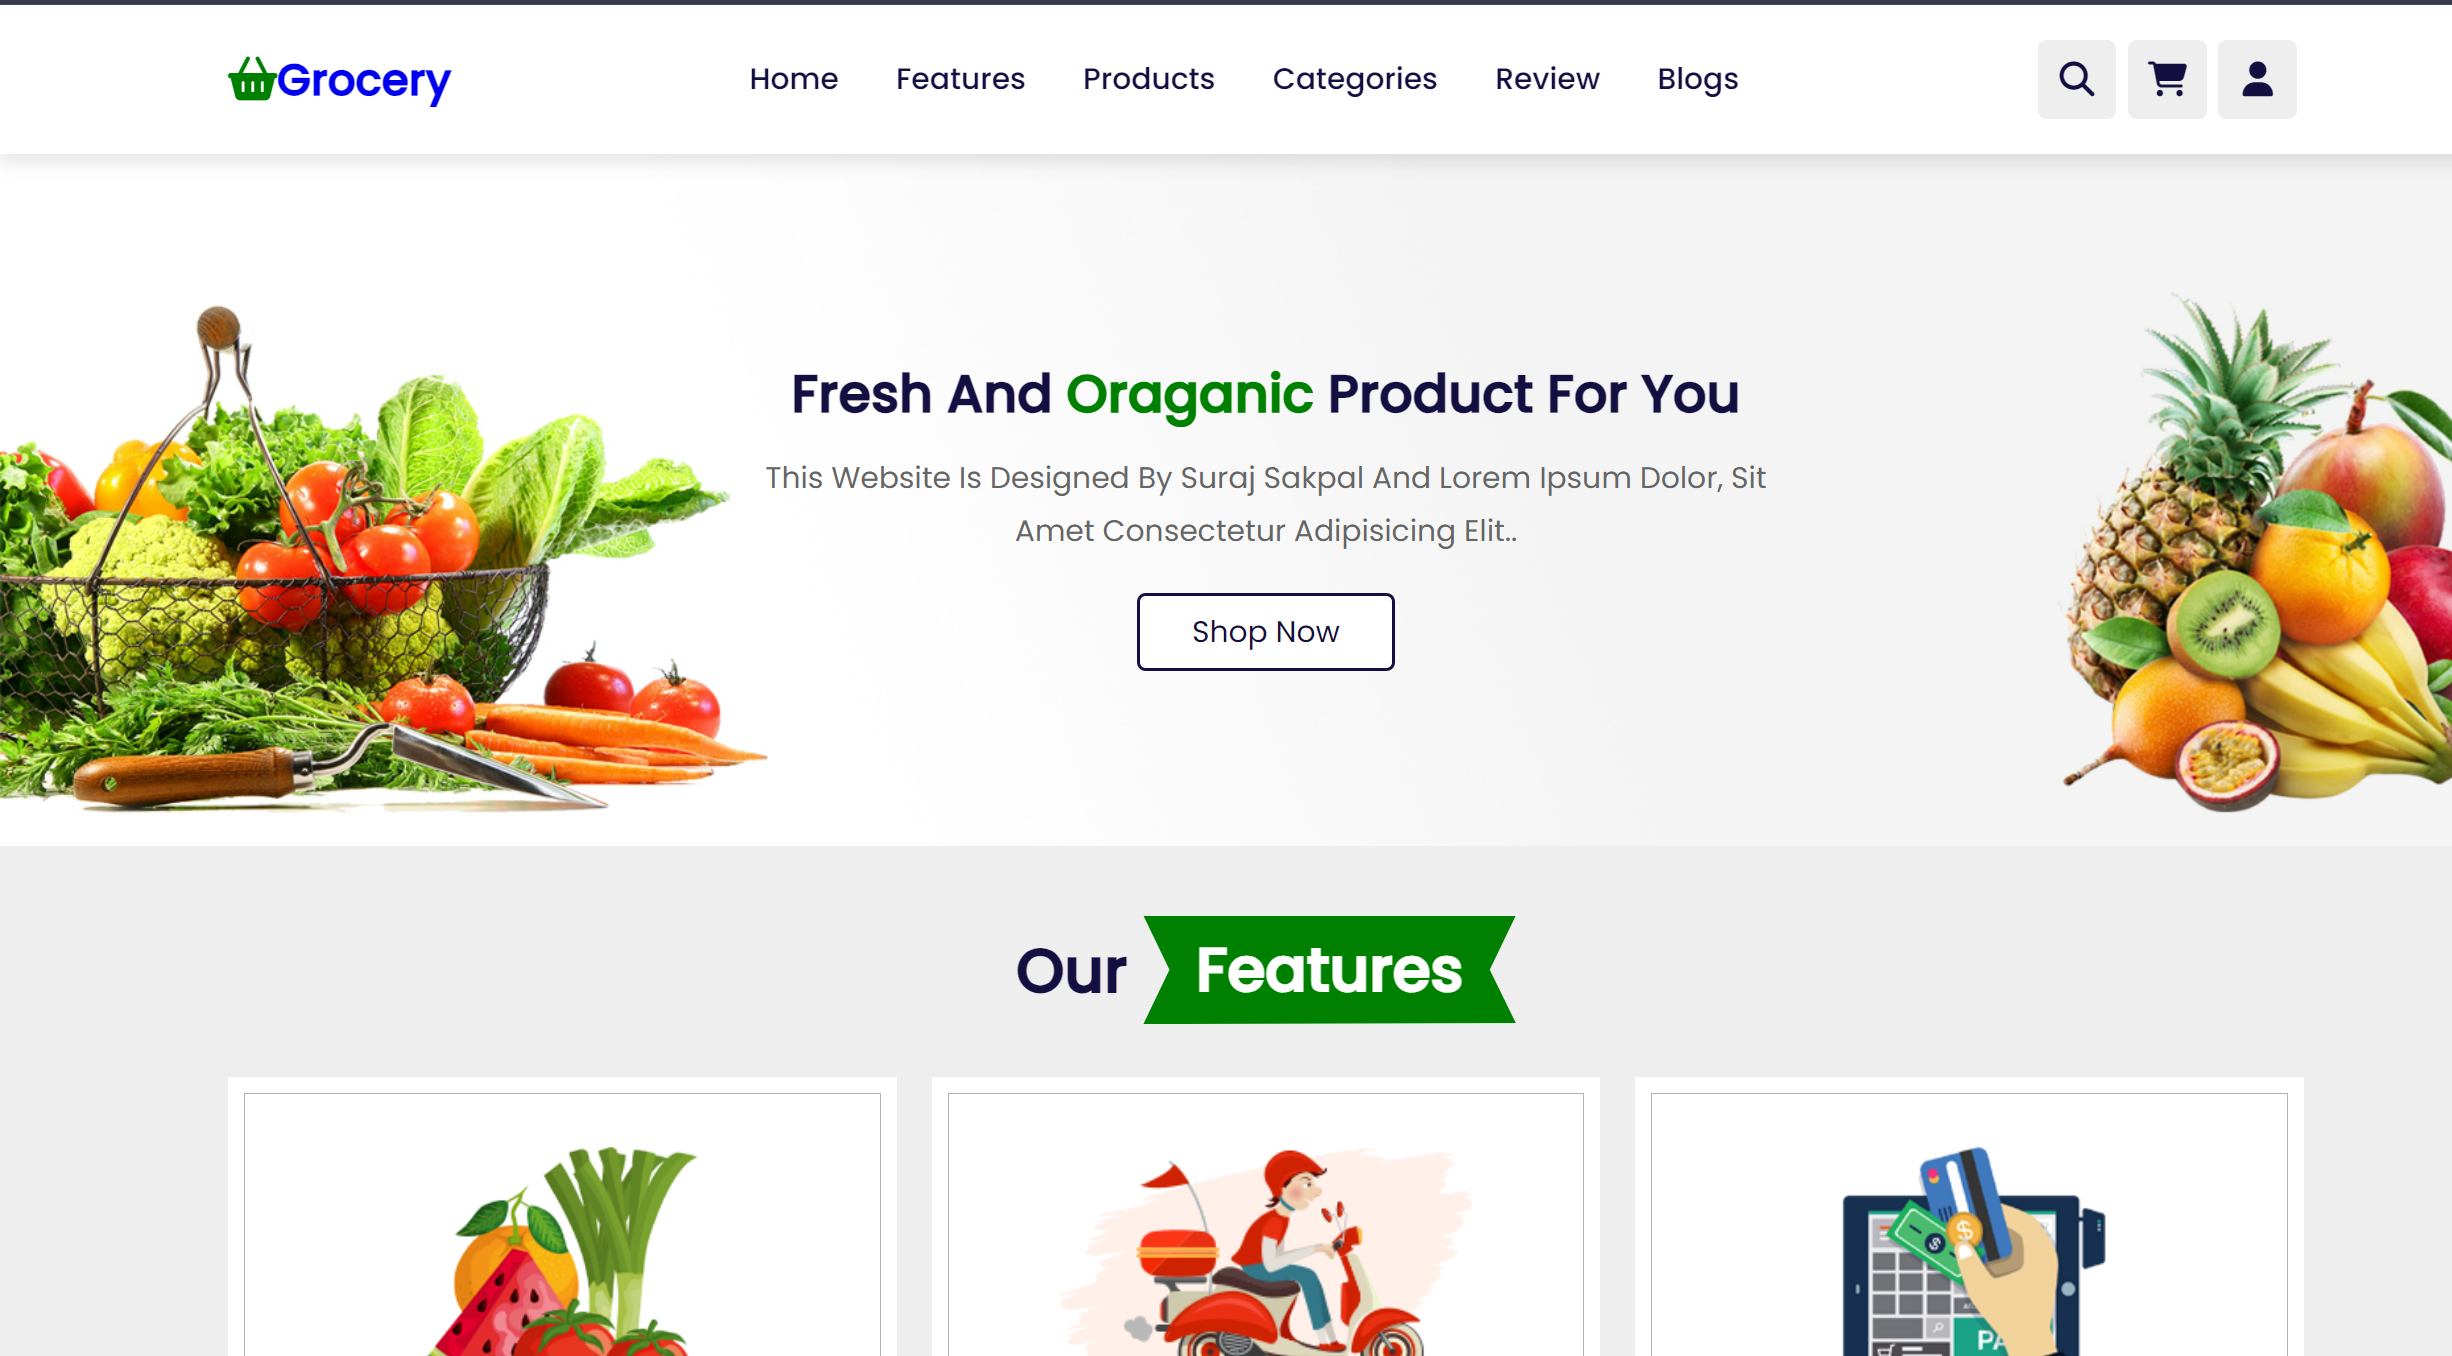 Grocery
Home Features Products Categories Review Blogs
Fresh And Oraganic Product For You
This Website Is Designed By Suraj Sakpal And Lorem Ipsum Dolor, Sit
Amet Consectetur Adipisicing Elit..
Shop Now
Our Features